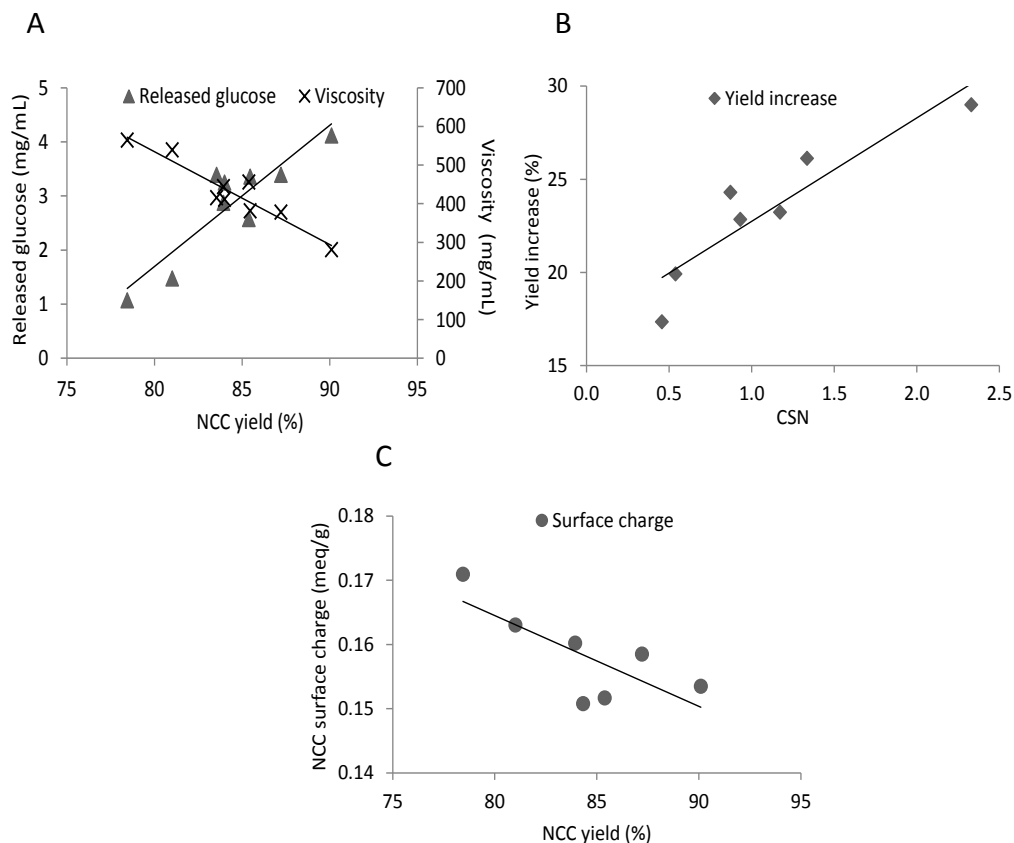 A
Released glucose
Viscosity
Released glucose (mg/mL)
5
4
3
2
1
0
700
600
500
400
300
200
100
0
Viscosity (mg/mL)
75
80
85
90
95
NCC yield (%)
B
Yield increase
Yield increase (%)
30
25
20
15
0.0
0.5
1.0
1.5
2.0
2.5
CSN
C
Surface charge
NCC surface charge (meq/g)
0.18
0.17
0.16
0.15
0.14
75
80
85
90
95
NCC yield (%)